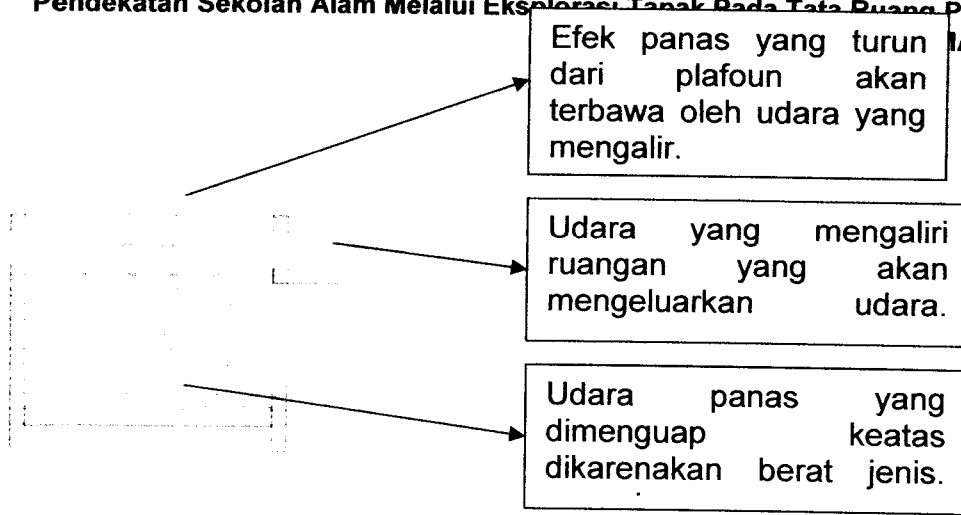 Pendekatan Sekolah Alam Melalui Eksplorasi Tapak Pada Tata Ruang
Efek panas yang turun
dari plafoun akan
terbawa oleh udara yang
mengalir.
Udara yang mengaliri
ruangan yang akan
mengeluarkan udara.
Udara panas yang
dimenguap keatas
dikarenakan berat jenis.